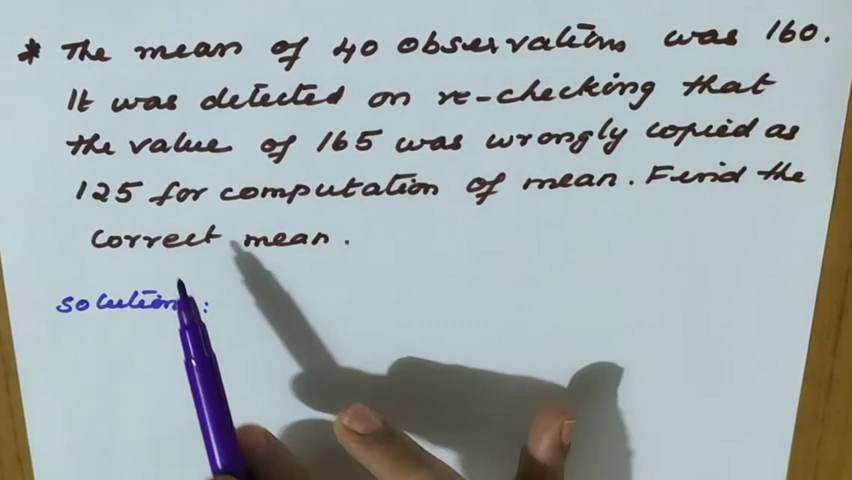 * The mean of 40 observations was 160.
It was detected on re-checking that
the value of 165 was wrongly copied as
125 for computation of mean. Find the
correct mean.
solution: